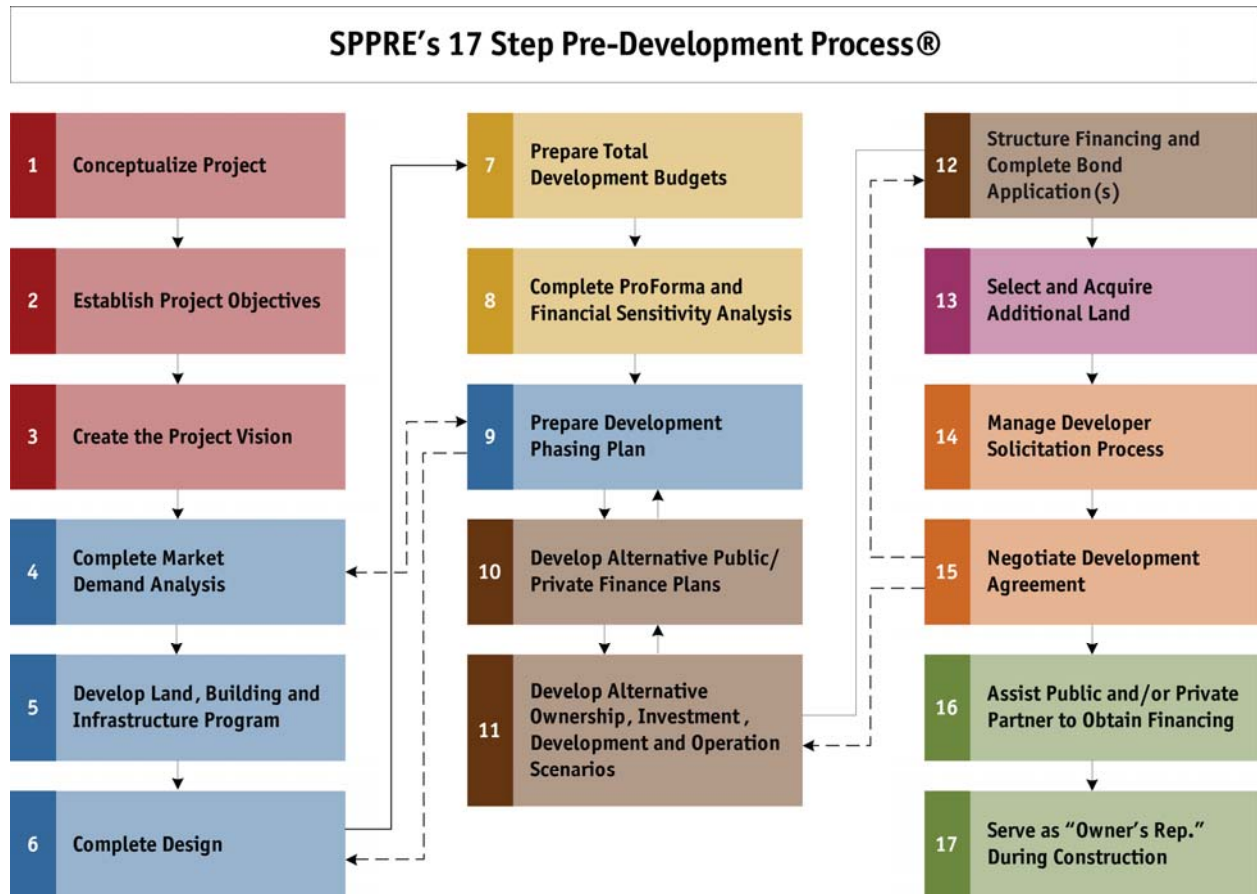 SPPRE's 17 Step Pre-Development Process®
1
Conceptualize Project
2
Establish Project Objectives
3
Create the Project Vision
4
Complete Market
Demand Analysis
5
Develop Land, Building and
Infrastructure Program
6
Complete Design
7
Prepare Total
Development Budgets
8
Complete ProForma and
Financial Sensitivity Analysis
9
Prepare Development
Phasing Plan
10
Develop Alternative Public/
Private Finance Plans
11
Develop Alternative
Ownership, Investment,
Development and Operation
Scenarios
12
Structure Financing and
Complete Bond
Application(s)
13
Select and Acquire
Additional Land
14
Manage Developer
Solicitation Process
15
Negotiate Development
Agreement
16
Assist Public and/or Private
Partner to Obtain Financing
17
Serve as “Owner’s Rep.”
During Construction